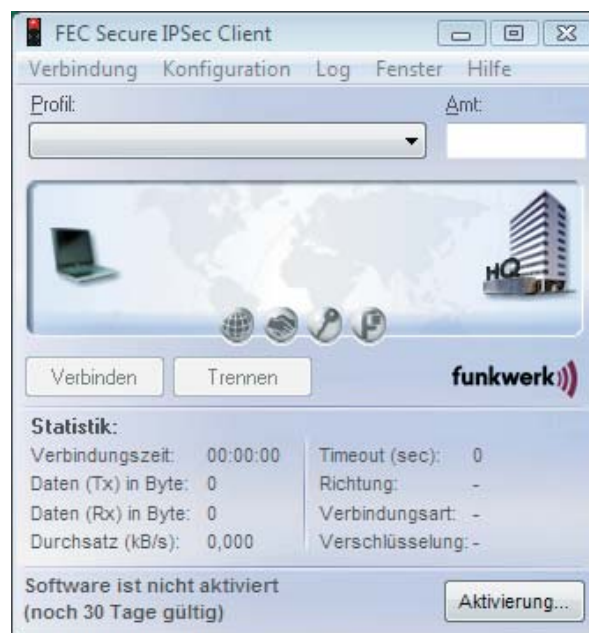 FEC Secure IPSec Client
Verbindung Konfiguration Log Fenster Hilfe
Profil: Amt:
HQ
Verbinden Trennen funkwerk
Statistik:
Verbindungszeit: 00:00:00 Timeout (sec): 0
Daten (Tx) in Byte: 0 Richtung: -
Daten (Rx) in Byte: 0 Verbindungsart: -
Durchsatz (kB/s): 0,000 Verschlüsselung: -
Software ist nicht aktiviert
(noch 30 Tage gültig) Aktivierung...